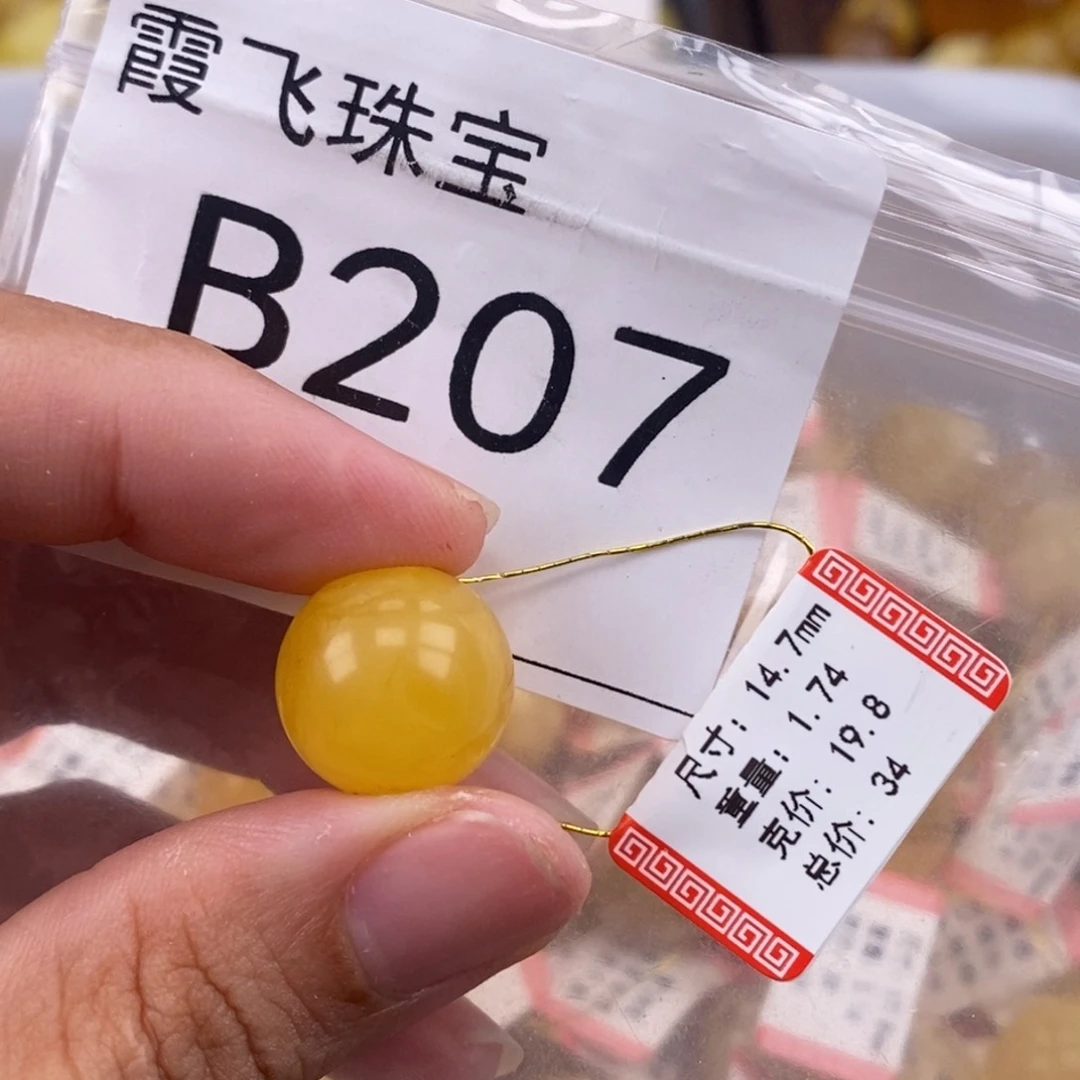 霞飞珠宝
B207
尺寸: 14.7mm
重量: 1.74
克价: 19.8
总价: 34